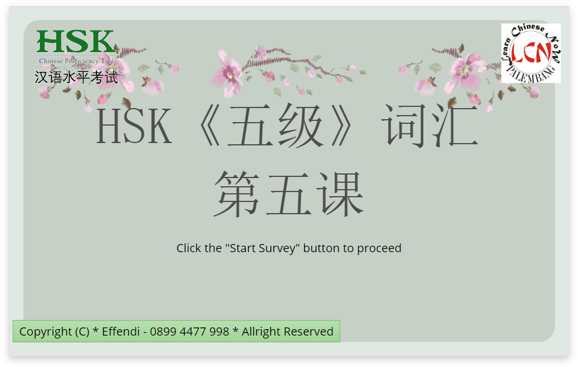 HSK
Chinese Proficiency Test
汉语水平考试
Learn Chinese Now
LCN
PALEMBANG
HSK《五级》词汇
第五课
Click the "Start Survey" button to proceed
Copyright (C) * Effendi - 0899 4477 998 * Allright Reserved